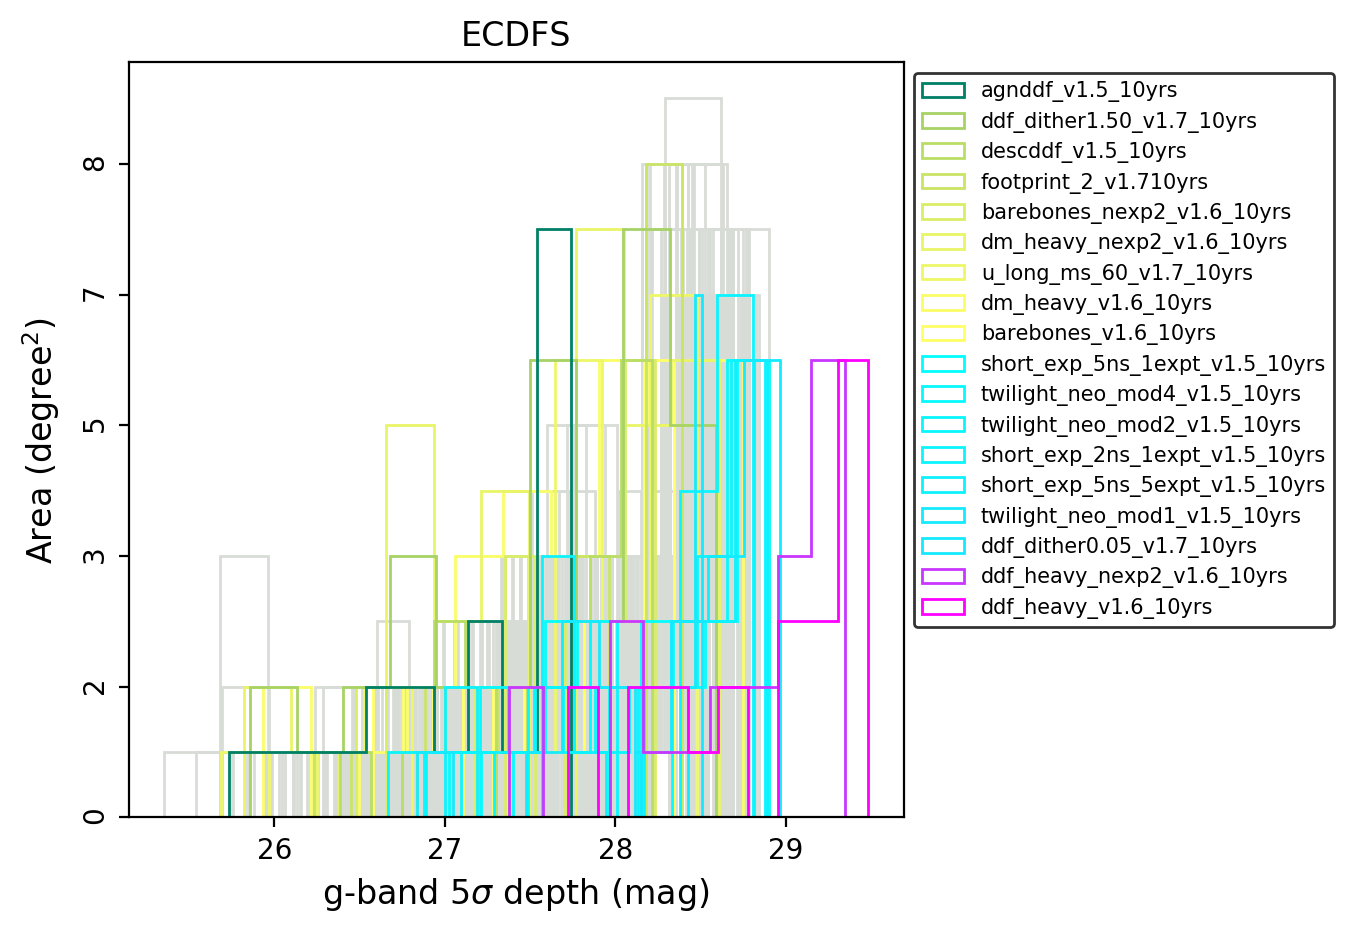 ECDFS
Area (degree²)
8
7
5
3
2
0
26 27 28 29
g-band 5σ depth (mag)
agnddf_v1.5_10yrs
ddf_dither1.50_v1.7_10yrs
descddf_v1.5_10yrs
footprint_2_v1.710yrs
barebones_nexp2_v1.6_10yrs
dm_heavy_nexp2_v1.6_10yrs
u_long_ms_60_v1.7_10yrs
dm_heavy_v1.6_10yrs
barebones_v1.6_10yrs
short_exp_5ns_1expt_v1.5_10yrs
twilight_neo_mod4_v1.5_10yrs
twilight_neo_mod2_v1.5_10yrs
short_exp_2ns_1expt_v1.5_10yrs
short_exp_5ns_5expt_v1.5_10yrs
twilight_neo_mod1_v1.5_10yrs
ddf_dither0.05_v1.7_10yrs
ddf_heavy_nexp2_v1.6_10yrs
ddf_heavy_v1.6_10yrs